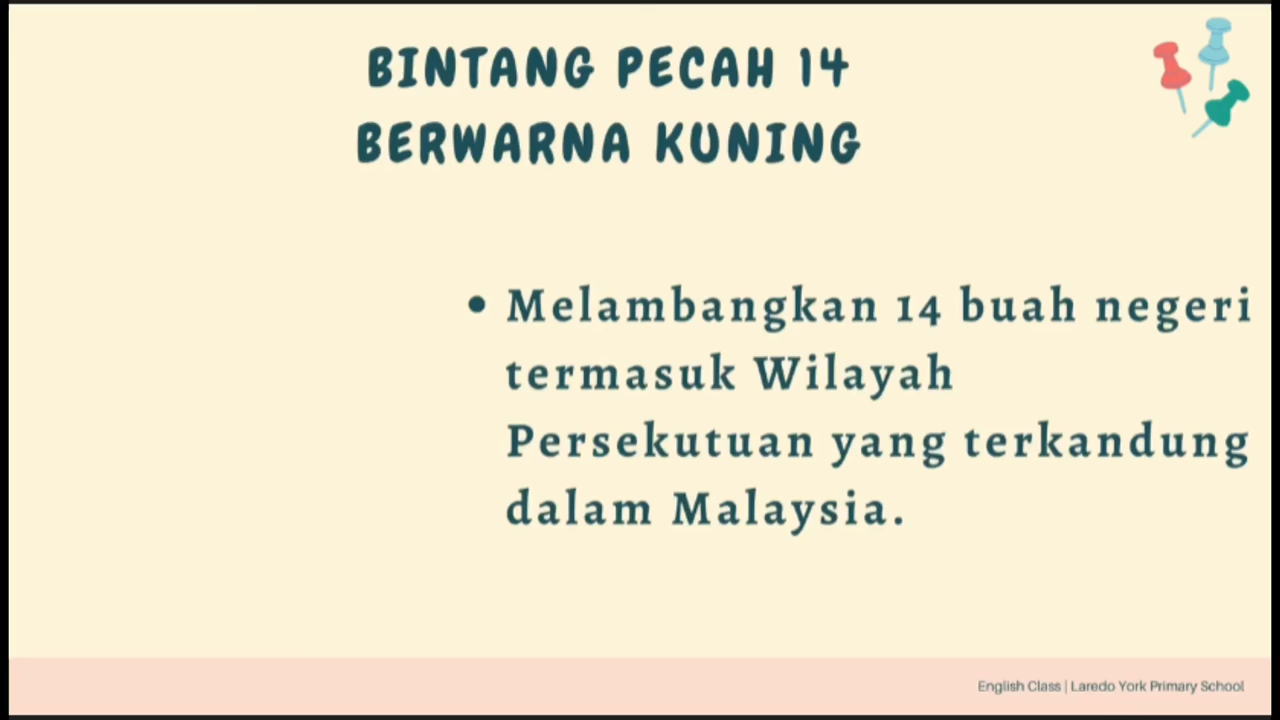 BINTANG PECAH 14
BERWARNA KUNING
• Melambangkan 14 buah negeri
termasuk Wilayah
Persekutuan yang terkandung
dalam Malaysia.
English Class | Laredo York Primary School